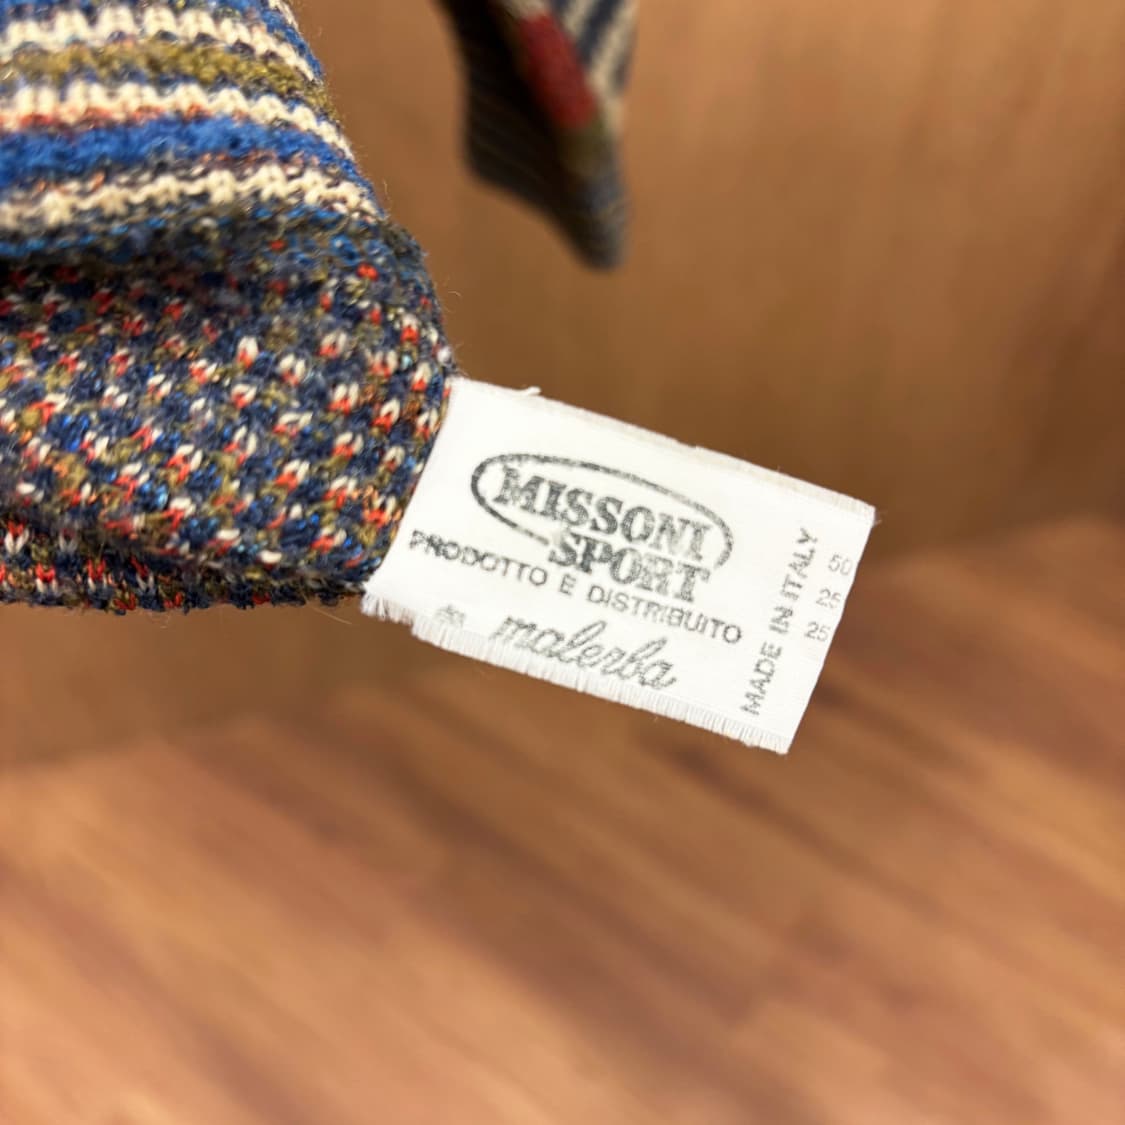 MISSONI
SPORT
PRODOTTO E DISTRIBUITO
malerba
MADE IN ITALY
50
25
25